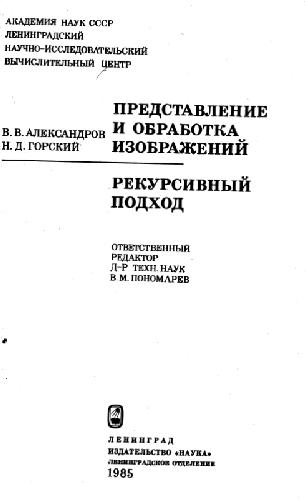 АКАДЕМИЯ НАУК СССР
ЛЕНИНГРАДСКИЙ
НАУЧНО-ИССЛЕДОВАТЕЛЬСКИЙ
ВЫЧИСЛИТЕЛЬНЫЙ ЦЕНТР
В. В. АЛЕКСАНДРОВ
Н. Д. ГОРСКИЙ
ПРЕДСТАВЛЕНИЕ
И ОБРАБОТКА
ИЗОБРАЖЕНИЙ
РЕКУРСИВНЫЙ
ПОДХОД
ОТВЕТСТВЕННЫЙ
РЕДАКТОР
Д-Р ТЕХН. НАУК
В. М. ПОНОМАРЕВ
ЛЕНИНГРАД
ИЗДАТЕЛЬСТВО «НАУКА»
ЛЕНИНГРАДСКОЕ ОТДЕЛЕНИЕ
1985